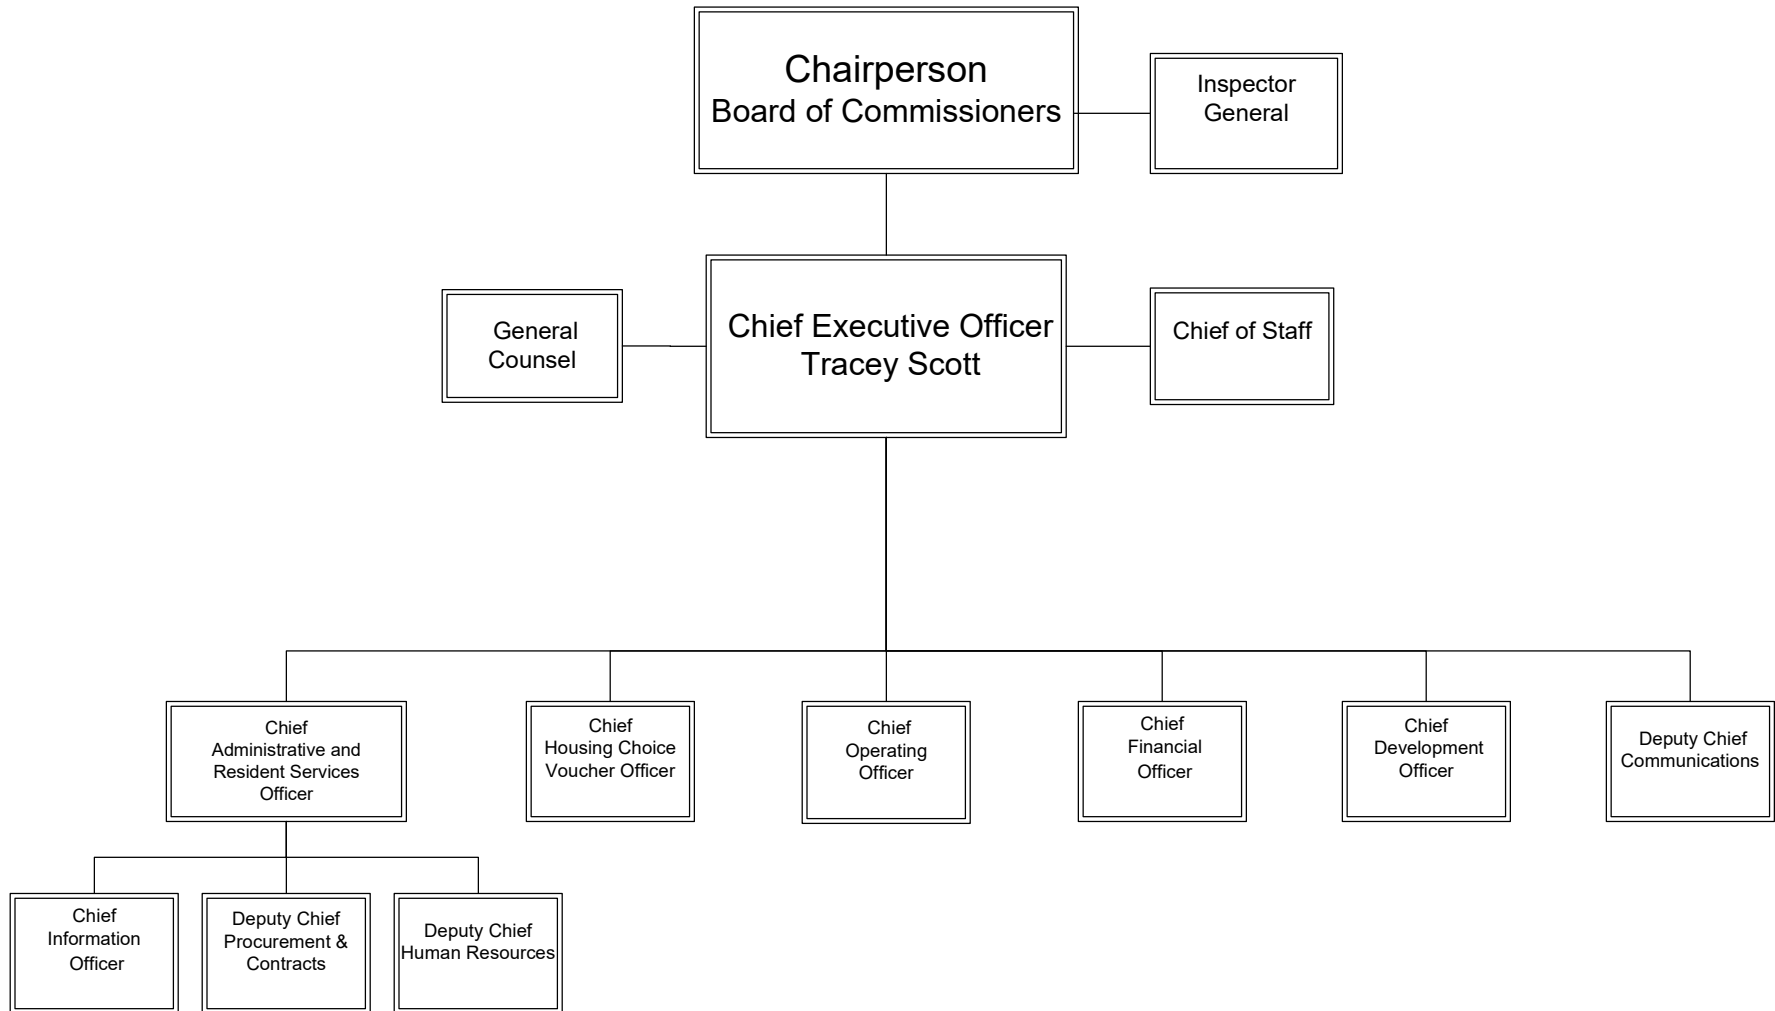 Chairperson
Board of Commissioners
Inspector
General
General
Counsel
Chief Executive Officer
Tracey Scott
Chief of Staff
Chief
Administrative and
Resident Services
Officer
Chief
Housing Choice
Voucher Officer
Chief
Operating
Officer
Chief
Financial
Officer
Chief
Development
Officer
Deputy Chief
Communications
Chief
Information
Officer
Deputy Chief
Procurement &
Contracts
Deputy Chief
Human Resources